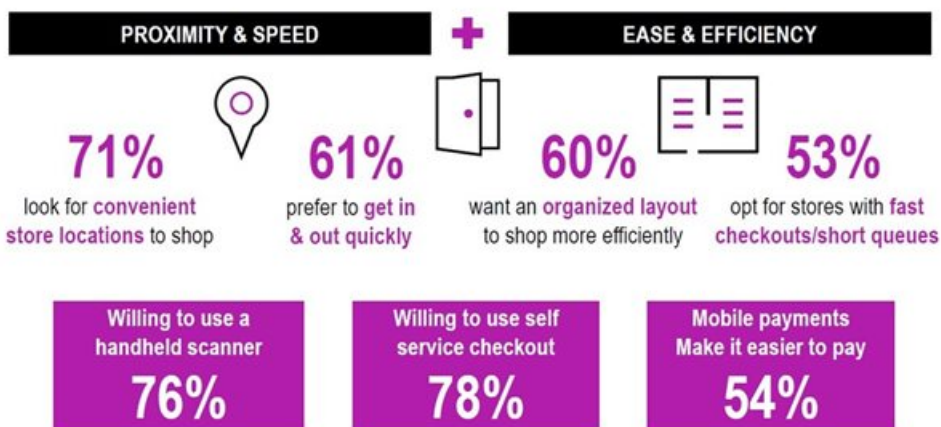 PROXIMITY & SPEED
EASE & EFFICIENCY
71%
look for convenient
store locations to shop
61%
prefer to get in
& out quickly
60%
want an organized layout
to shop more efficiently
53%
opt for stores with fast
checkouts/short queues
Willing to use a
handheld scanner
76%
Willing to use self
service checkout
78%
Mobile payments
Make it easier to pay
54%